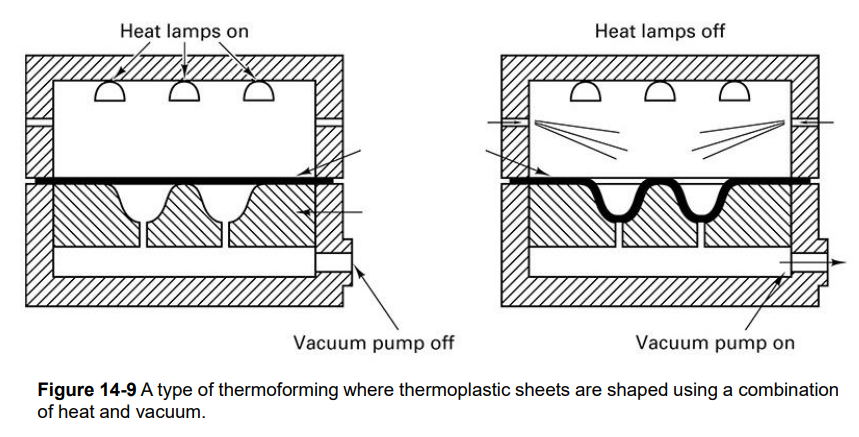 Heat lamps on
Heat lamps off
Vacuum pump off
Vacuum pump on
Figure 14-9 A type of thermoforming where thermoplastic sheets are shaped using a combination
of heat and vacuum.